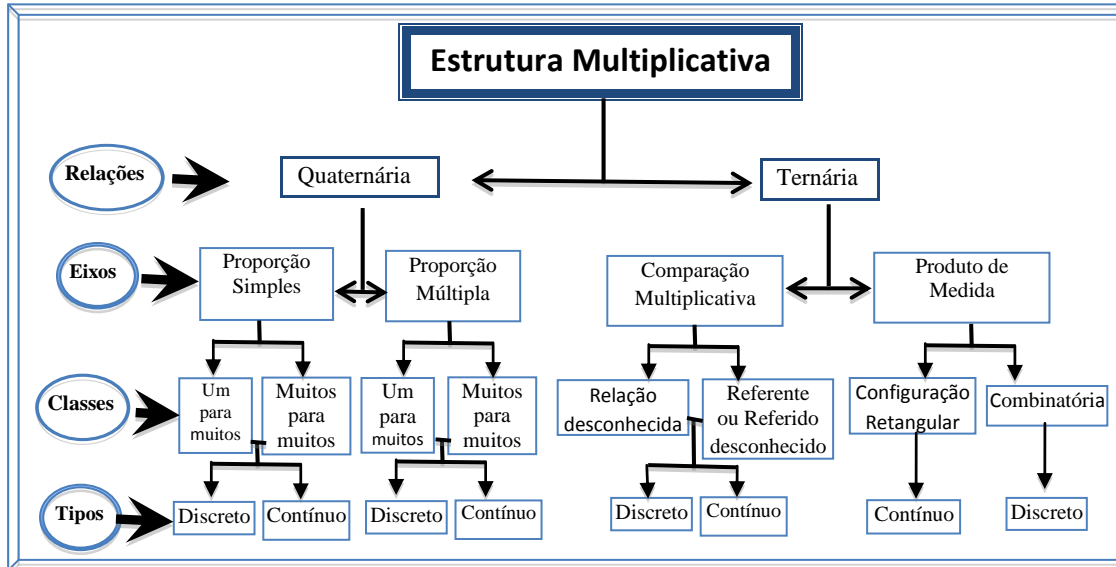 Estrutura Multiplicativa
Relações
Quaternária
Ternária
Eixos
Proporção
Simples
Proporção
Múltipla
Comparação
Multiplicativa
Produto de
Medida
Classes
Um
para
muitos
Muitos
para
muitos
Um
para
muitos
Muitos
para
muitos
Relação
desconhecida
Referente
ou Referido
desconhecido
Configuração
Retangular
Combinatória
Tipos
Discreto
Contínuo
Discreto
Contínuo
Discreto
Contínuo
Contínuo
Discreto